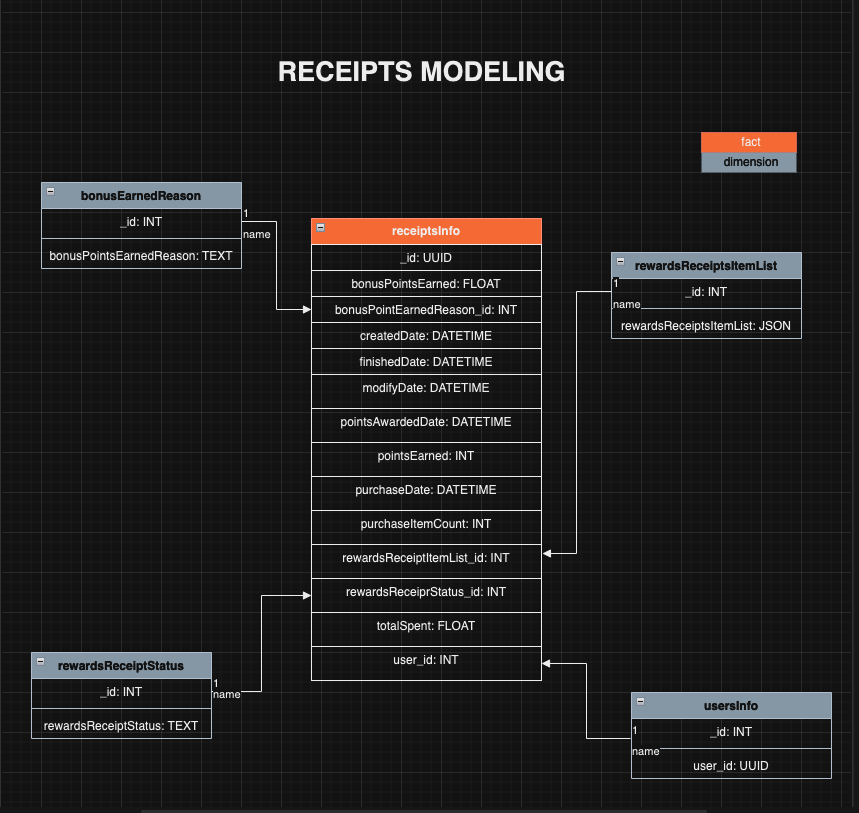 RECEIPTS MODELING
fact
dimension
bonusEarnedReason
_id: INT
bonusPointsEarnedReason: TEXT
1
name
receiptsInfo
_id: UUID
bonusPointsEarned: FLOAT
bonusPointEarnedReason_id: INT
createdDate: DATETIME
finishedDate: DATETIME
modifyDate: DATETIME
pointsAwardedDate: DATETIME
pointsEarned: INT
purchaseDate: DATETIME
purchaseItemCount: INT
rewardsReceiptItemList_id: INT
rewardsReceiprStatus_id: INT
totalSpent: FLOAT
user_id: INT
rewardsReceiptsItemList
1
_id: INT
name
rewardsReceiptsItemList: JSON
rewardsReceiptStatus
_id: INT
rewardsReceiptStatus: TEXT
1
name
usersInfo
1
_id: INT
name
user_id: UUID